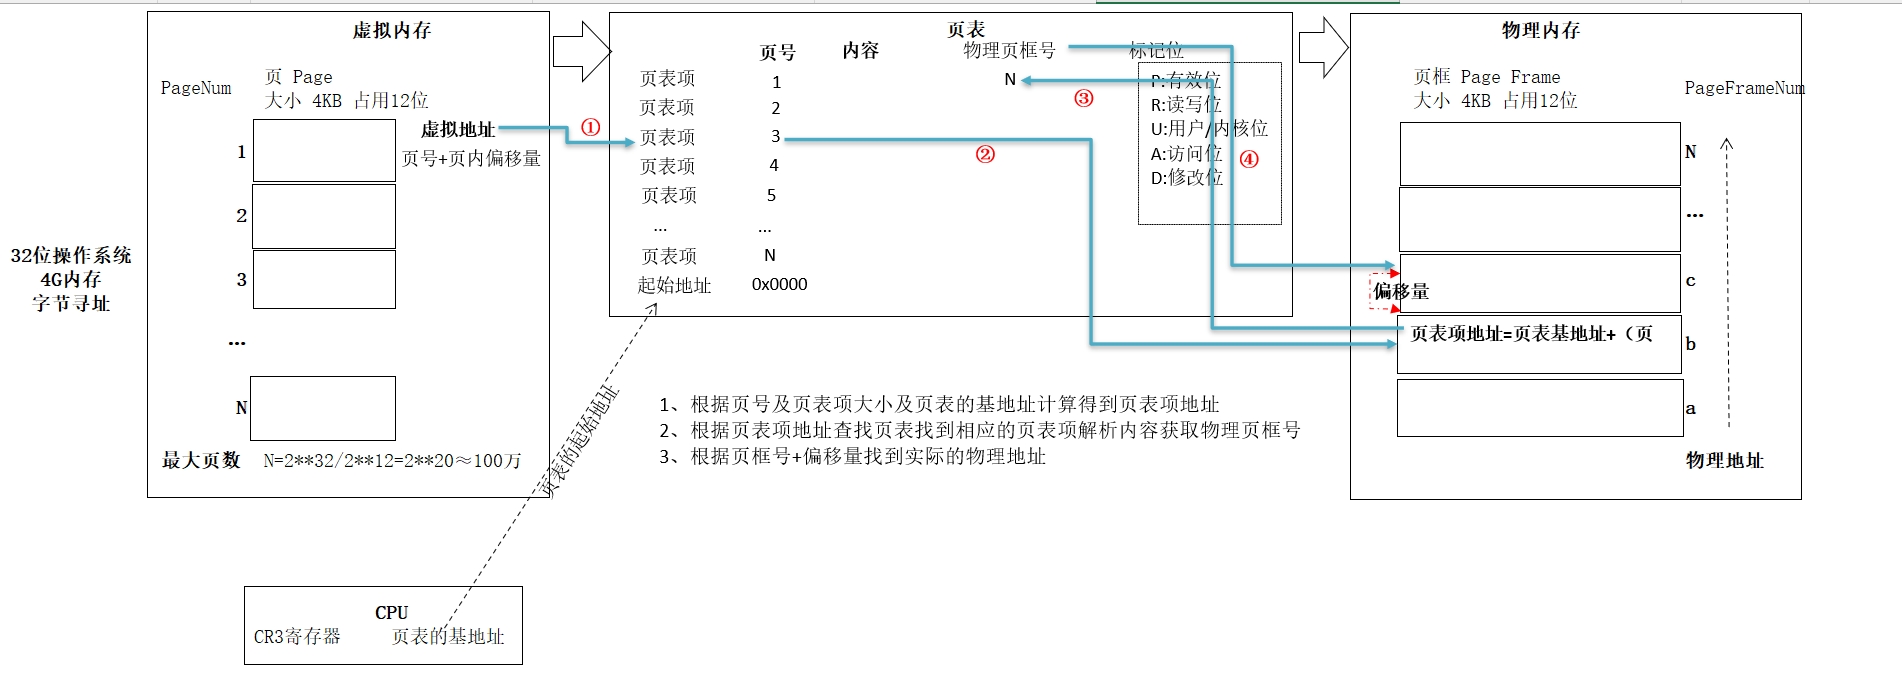 32位操作系统
4G内存
字节寻址
虚拟内存
PageNum
页 Page
大小 4KB 占用12位
虚拟地址
页号+页内偏移量
1
2
3
...
N
最大页数 N=2**32/2**12=2**20≈100万
①
页表
页号 内容 物理页框号 标记位
页表项 1 N
页表项 2
页表项 3
页表项 4
页表项 5
... ...
页表项 N
起始地址 0x0000
P:有效位
R:读写位
U:用户/内核位
A:访问位
D:修改位
②
③
④
物理内存
页框 Page Frame
大小 4KB 占用12位
PageFrameNum
N
...
c
偏移量
页表项地址=页表基地址+（页
b
a
物理地址
1、根据页号及页表项大小及页表的基地址计算得到页表项地址
2、根据页表项地址查找页表找到相应的页表项解析内容获取物理页框号
3、根据页框号+偏移量找到实际的物理地址
页表的起始地址
CPU
CR3寄存器 页表的基地址